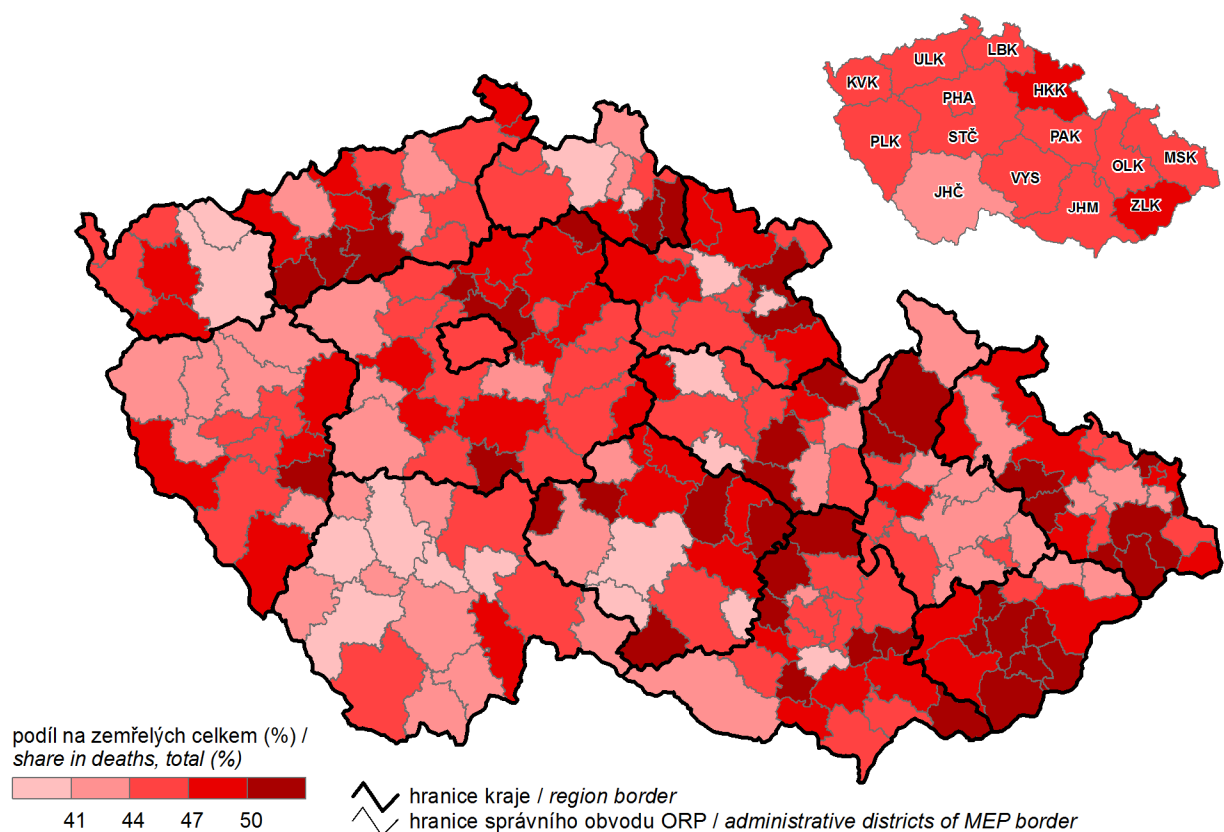 LBK
ULK
KVK
HKK
PHA
PLK
STČ
PAK
MSK
OLK
VYS
JHČ
JHM
ZLK
podíl na zemřelých celkem (%) /
share in deaths, total (%)
41 44 47 50
hranice kraje / region border
hranice správního obvodu ORP / administrative districts of MEP border